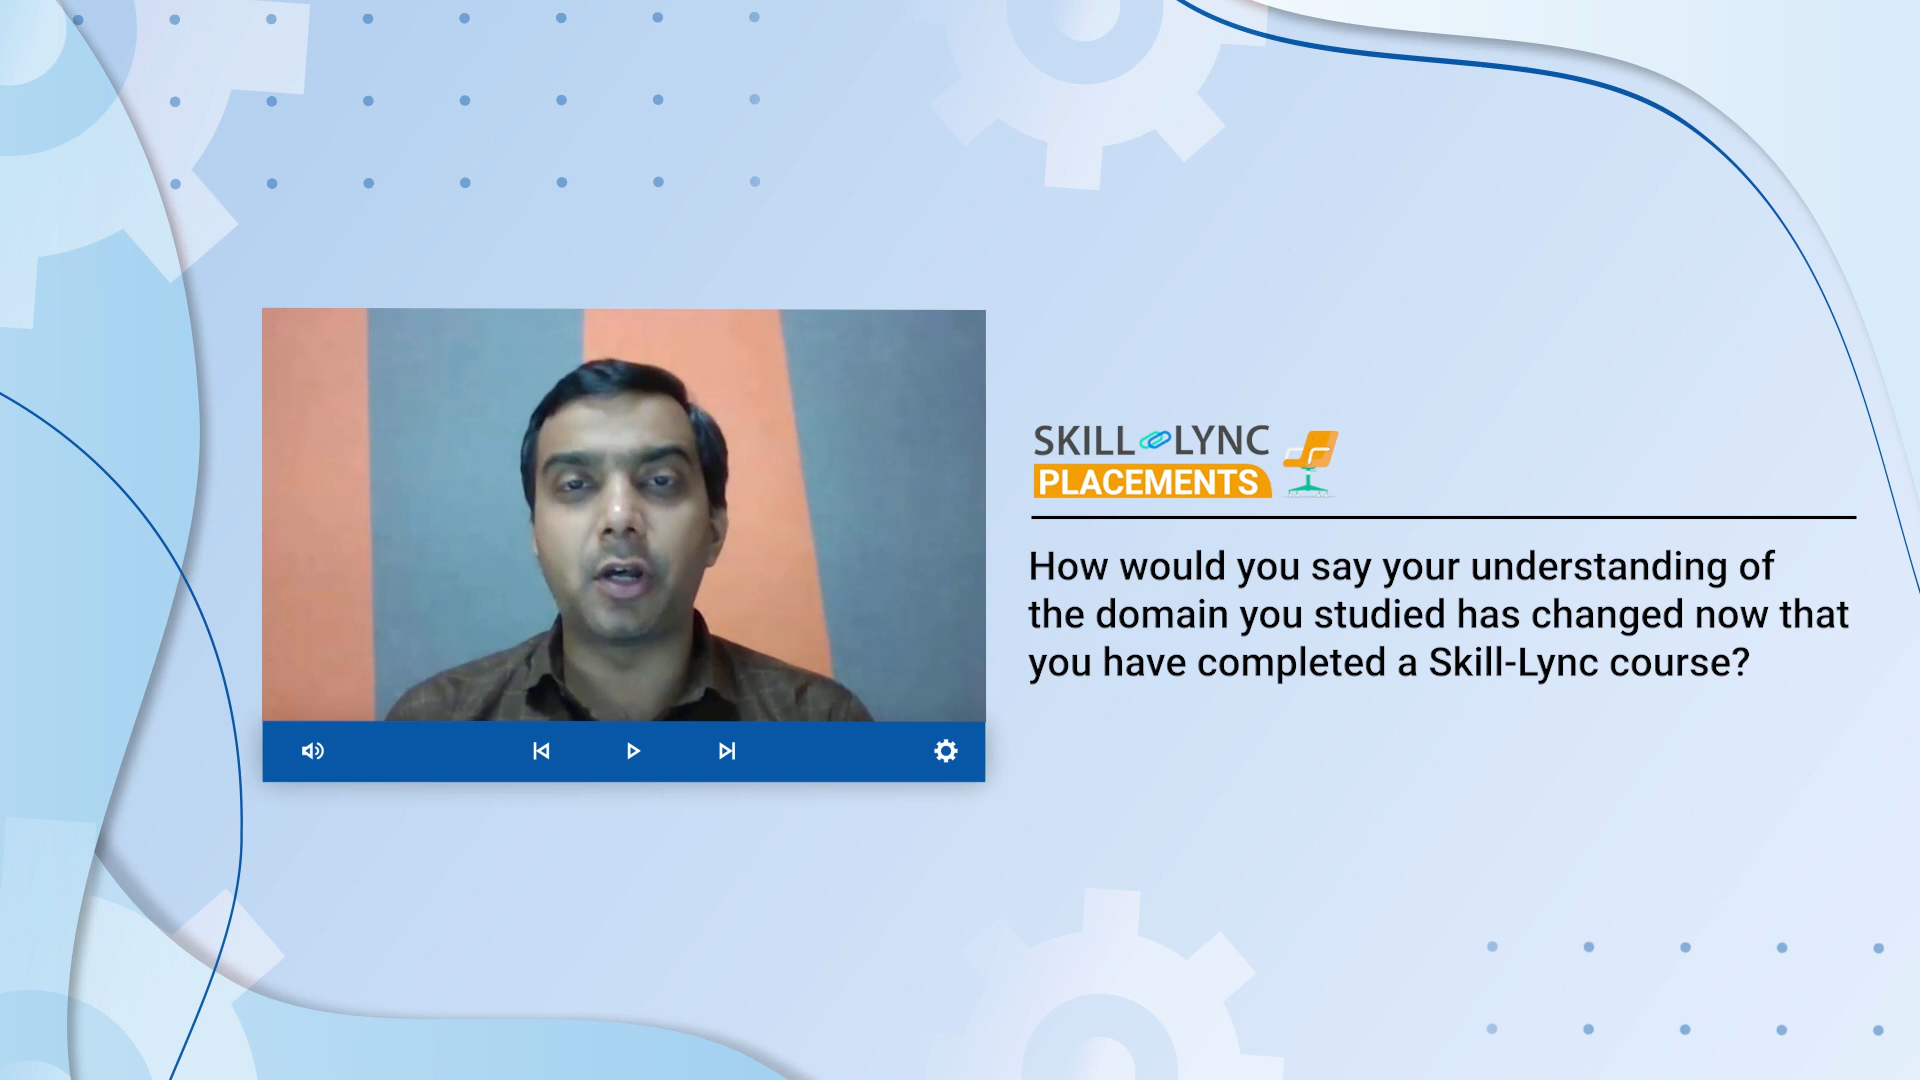 SKILL LYNC
PLACEMENTS
How would you say your understanding of
the domain you studied has changed now that
you have completed a Skill-Lync course?